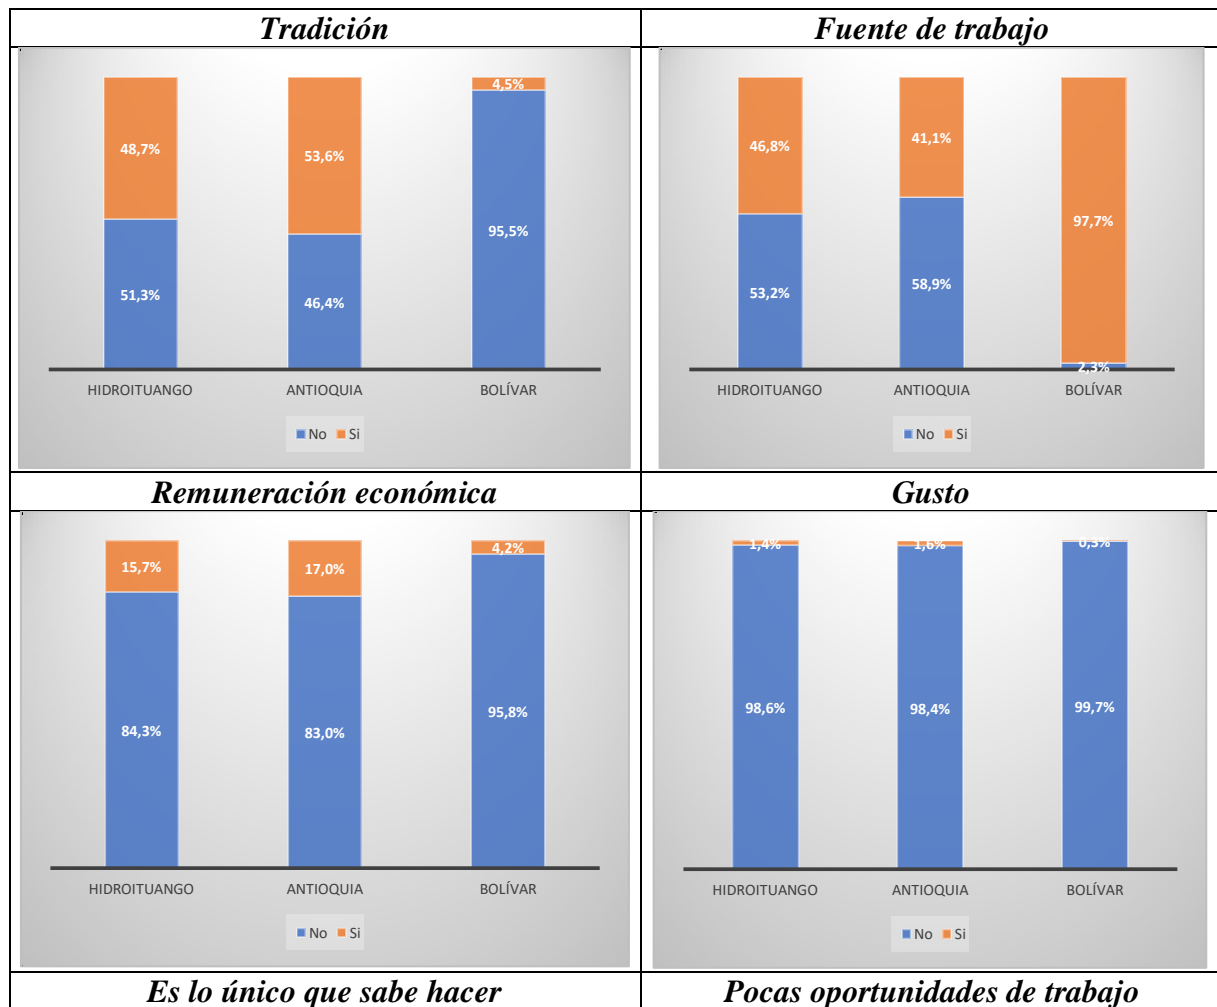 Tradición
4,5%
48,7%
53,6%
95,5%
51,3%
46,4%
HIDROITUANGO ANTIOQUIA BOLÍVAR
No Si
Fuente de trabajo
46,8%
41,1%
97,7%
53,2%
58,9%
2,3%
HIDROITUANGO ANTIOQUIA BOLÍVAR
No Si
Remuneración económica
4,2%
15,7%
17,0%
95,8%
84,3%
83,0%
HIDROITUANGO ANTIOQUIA BOLÍVAR
No Si
Gusto
1,4% 1,6% 0,3%
98,6% 98,4% 99,7%
HIDROITUANGO ANTIOQUIA BOLÍVAR
No Si
Es lo único que sabe hacer
Pocas oportunidades de trabajo